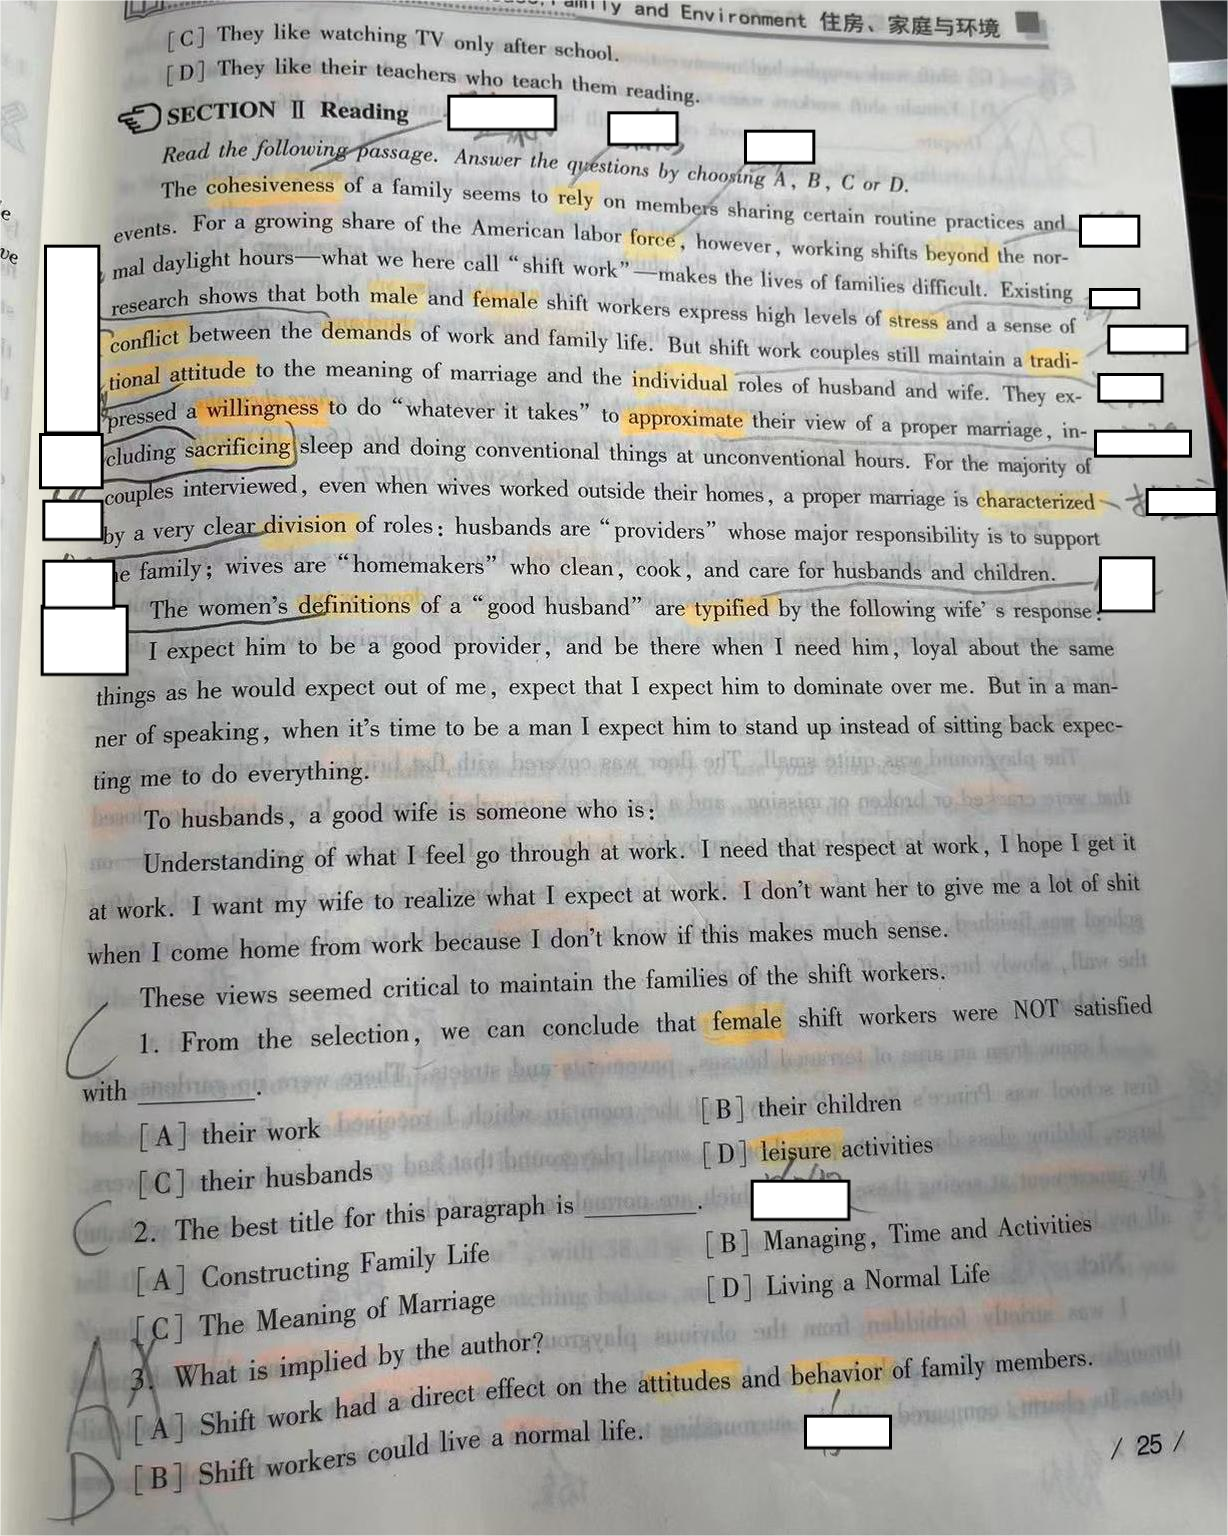 and Environment 住房、家庭与环境
[C] They like watching TV only after school.
[D] They like their teachers who teach them reading.
SECTION Ⅱ Reading
Read the following passage. Answer the questions by choosing A, B, C or D.
The cohesiveness of a family seems to rely on members sharing certain routine practices and
events. For a growing share of the American labor force, however, working shifts beyond the nor-
mal daylight hours—what we here call “shift work”—makes the lives of families difficult. Existing
research shows that both male and female shift workers express high levels of stress and a sense of
conflict between the demands of work and family life. But shift work couples still maintain a tradi-
tional attitude to the meaning of marriage and the individual roles of husband and wife. They ex-
pressed a willingness to do “whatever it takes” to approximate their view of a proper marriage, in-
cluding sacrificing sleep and doing conventional things at unconventional hours. For the majority of
couples interviewed, even when wives worked outside their homes, a proper marriage is characterized
by a very clear division of roles: husbands are “providers” whose major responsibility is to support
e family; wives are “homemakers” who clean, cook, and care for husbands and children.
The women's definitions of a “good husband” are typified by the following wife's response:
I expect him to be a good provider, and be there when I need him, loyal about the same
things as he would expect out of me, expect that I expect him to dominate over me. But in a man-
ner of speaking, when it's time to be a man I expect him to stand up instead of sitting back expec-
ting me to do everything.
To husbands, a good wife is someone who is:
Understanding of what I feel go through at work. I need that respect at work, I hope I get it
at work. I want my wife to realize what I expect at work. I don't want her to give me a lot of shit
when I come home from work because I don't know if this makes much sense.
These views seemed critical to maintain the families of the shift workers.
C
1. From the selection, we can conclude that female shift workers were NOT satisfied
with ________.
[A] their work
[B] their children
[C] their husbands
[D] leisure activities
C
2. The best title for this paragraph is ________.
[A] Constructing Family Life
[B] Managing, Time and Activities
[C] The Meaning of Marriage
[D] Living a Normal Life
A
3. What is implied by the author?
[A] Shift work had a direct effect on the attitudes and behavior of family members.
D
[B] Shift workers could live a normal life.
/ 25 /